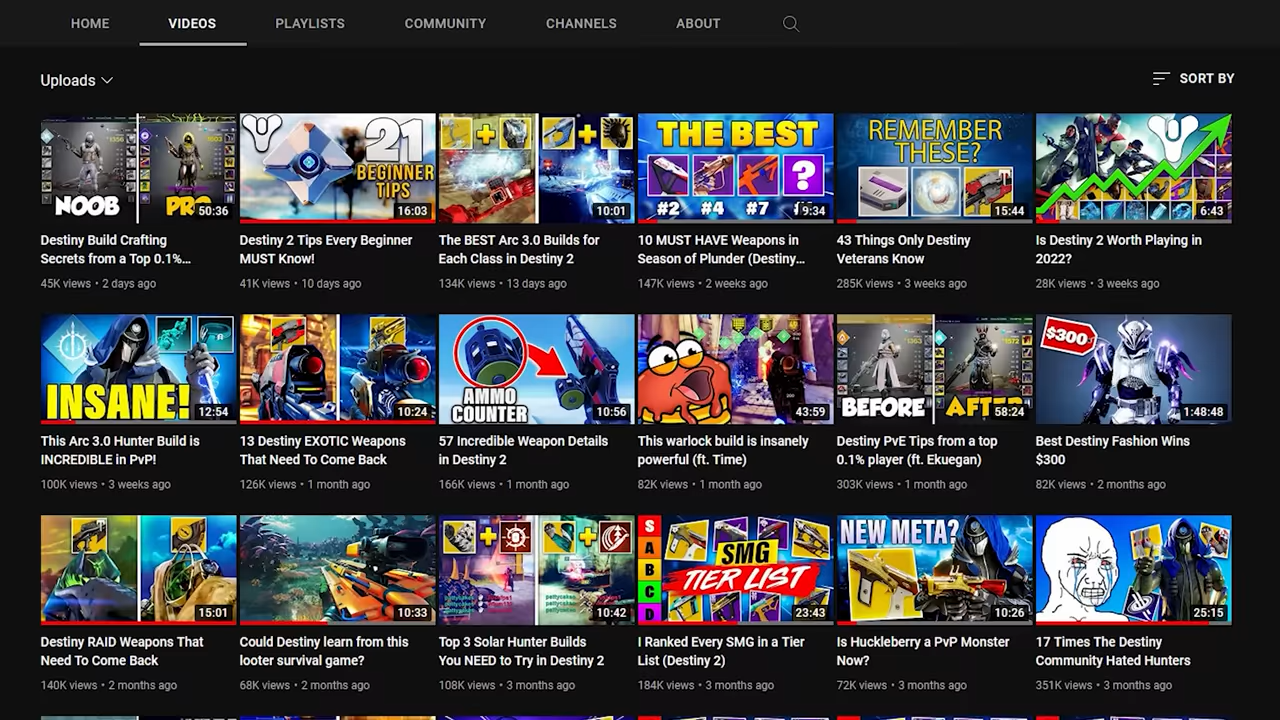 HOME VIDEOS PLAYLISTS COMMUNITY CHANNELS ABOUT
Uploads SORT BY
NOOB PRO 50:36
21 BEGINNER TIPS 16:03
10:01
THE BEST
#2 #4 #7 ? 19:34
REMEMBER THESE? 15:44
6:43
Destiny Build Crafting
Secrets from a Top 0.1%...
45K views • 2 days ago
Destiny 2 Tips Every Beginner
MUST Know!
41K views • 10 days ago
The BEST Arc 3.0 Builds for
Each Class in Destiny 2
134K views • 13 days ago
10 MUST HAVE Weapons in
Season of Plunder (Destiny...
147K views • 2 weeks ago
43 Things Only Destiny
Veterans Know
285K views • 3 weeks ago
Is Destiny 2 Worth Playing in
2022?
28K views • 3 weeks ago
INSANE! 12:54
10:24
AMMO
COUNTER 10:56
43:59
BEFORE AFTER 58:24
$300 1:48:48
This Arc 3.0 Hunter Build is
INCREDIBLE in PvP!
100K views • 3 weeks ago
13 Destiny EXOTIC Weapons
That Need To Come Back
126K views • 1 month ago
57 Incredible Weapon Details
in Destiny 2
166K views • 1 month ago
This warlock build is insanely
powerful (ft. Time)
82K views • 1 month ago
Destiny PvE Tips from a top
0.1% player (ft. Ekuegan)
303K views • 1 month ago
Best Destiny Fashion Wins
$300
82K views • 2 months ago
15:01
10:33
10:42
S
A
B
C
D
SMG
TIER LIST 23:43
NEW META? 10:26
25:15
Destiny RAID Weapons That
Need To Come Back
140K views • 2 months ago
Could Destiny learn from this
looter survival game?
68K views • 2 months ago
Top 3 Solar Hunter Builds
YOU NEED to Try in Destiny 2
108K views • 3 months ago
I Ranked Every SMG in a Tier
List (Destiny 2)
184K views • 3 months ago
Is Huckleberry a PvP Monster
Now?
72K views • 3 months ago
17 Times The Destiny
Community Hated Hunters
351K views • 3 months ago